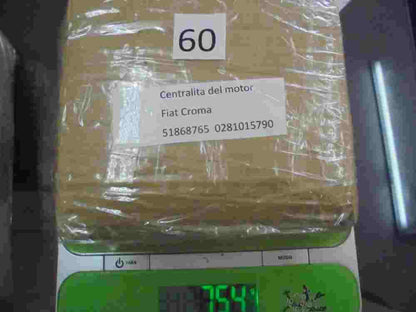 60
Centralita del motor
Fiat Croma
51868765 0281015790
754